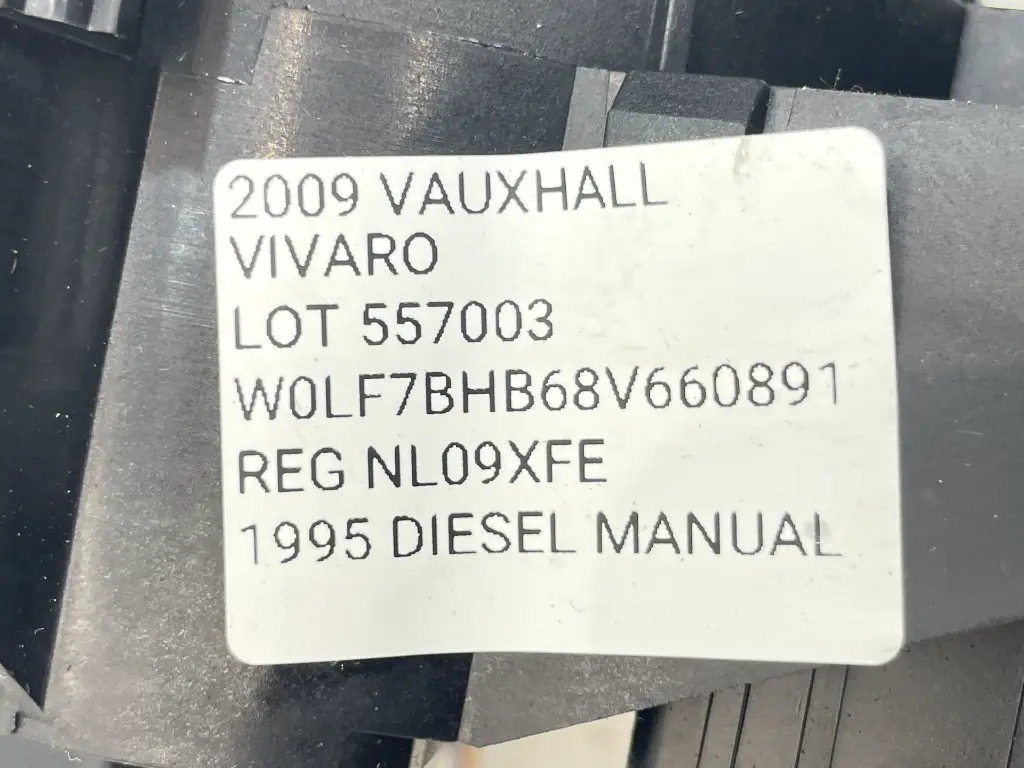 2009 VAUXHALL
VIVARO
LOT 557003
W0LF7BHB68V660891
REG NL09XFE
1995 DIESEL MANUAL